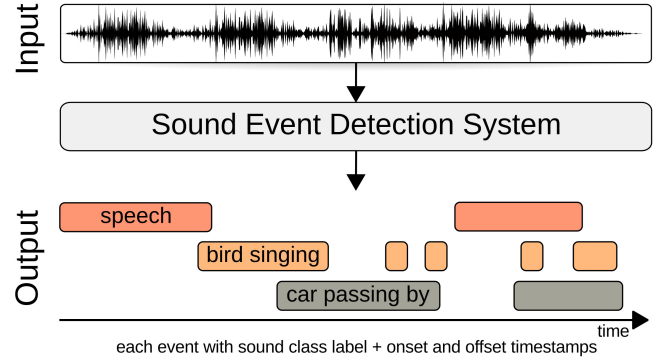 Input
Sound Event Detection System
Output
speech
bird singing
car passing by
time
each event with sound class label + onset and offset timestamps